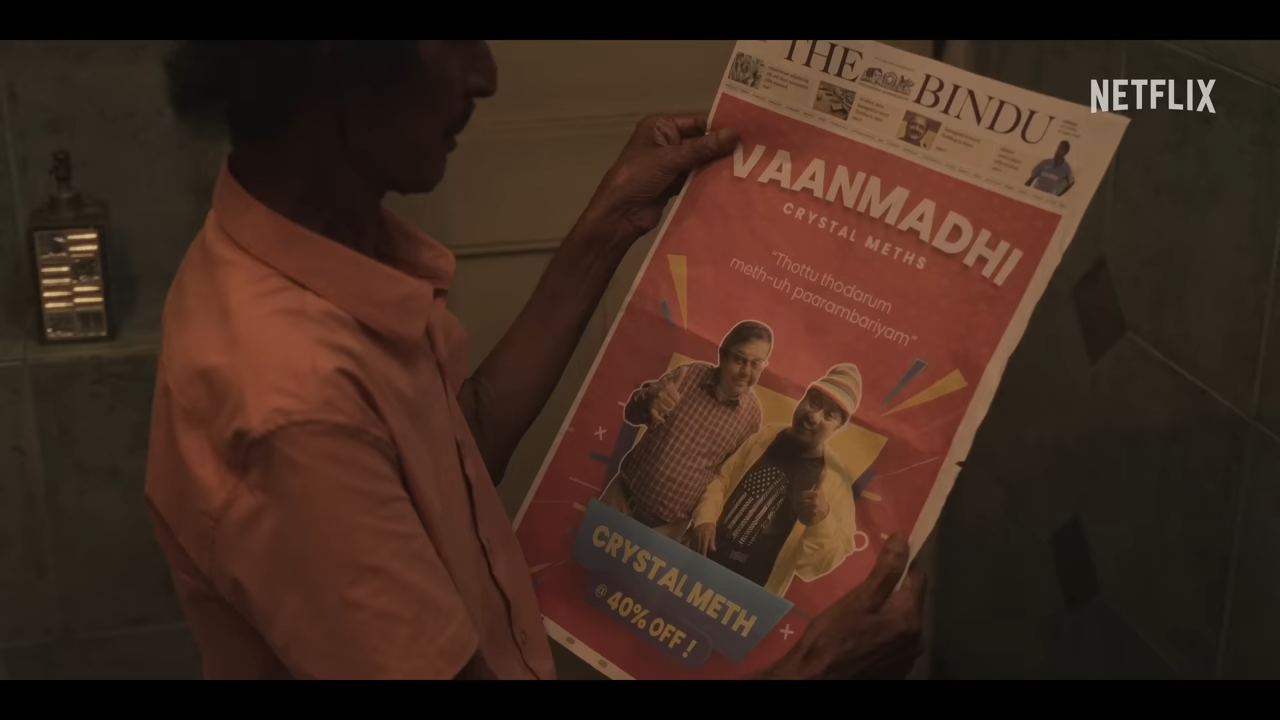 NETFLIX
THE BINDU
VAANMADHI
CRYSTAL METHS
"Thottu thodarum
meth-uh paarambariyam"
CRYSTAL METH
@ 40% OFF !